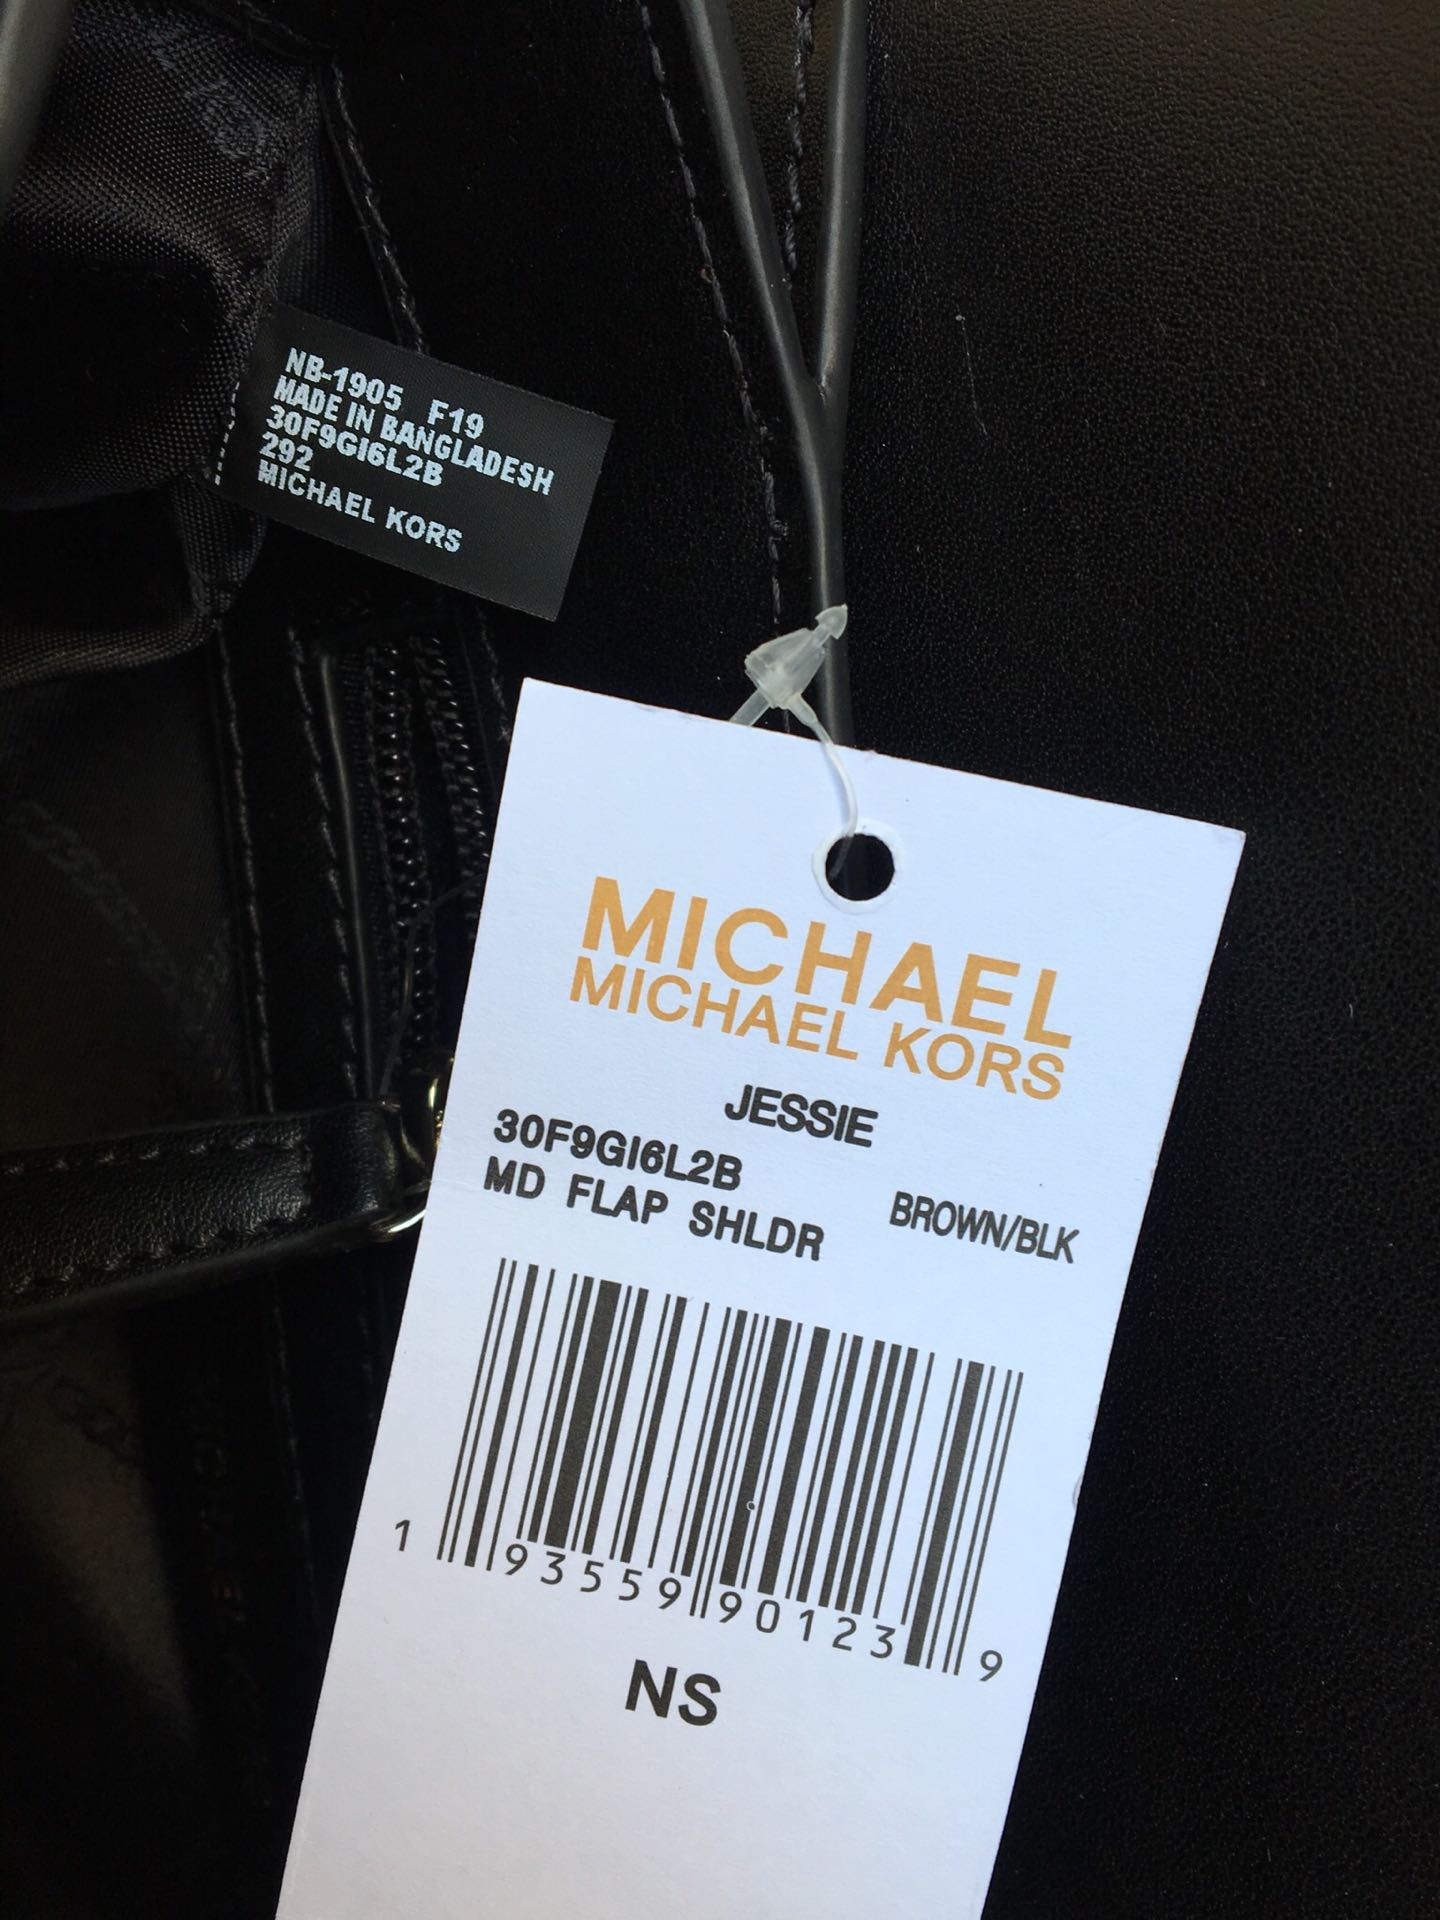 NB-1905 F19
MADE IN BANGLADESH
30F9GI6L2B
292
MICHAEL KORS
MICHAEL
MICHAEL KORS
JESSIE
30F9GI6L2B
MD FLAP SHLDR BROWN/BLK
1 93559 90123 9
NS